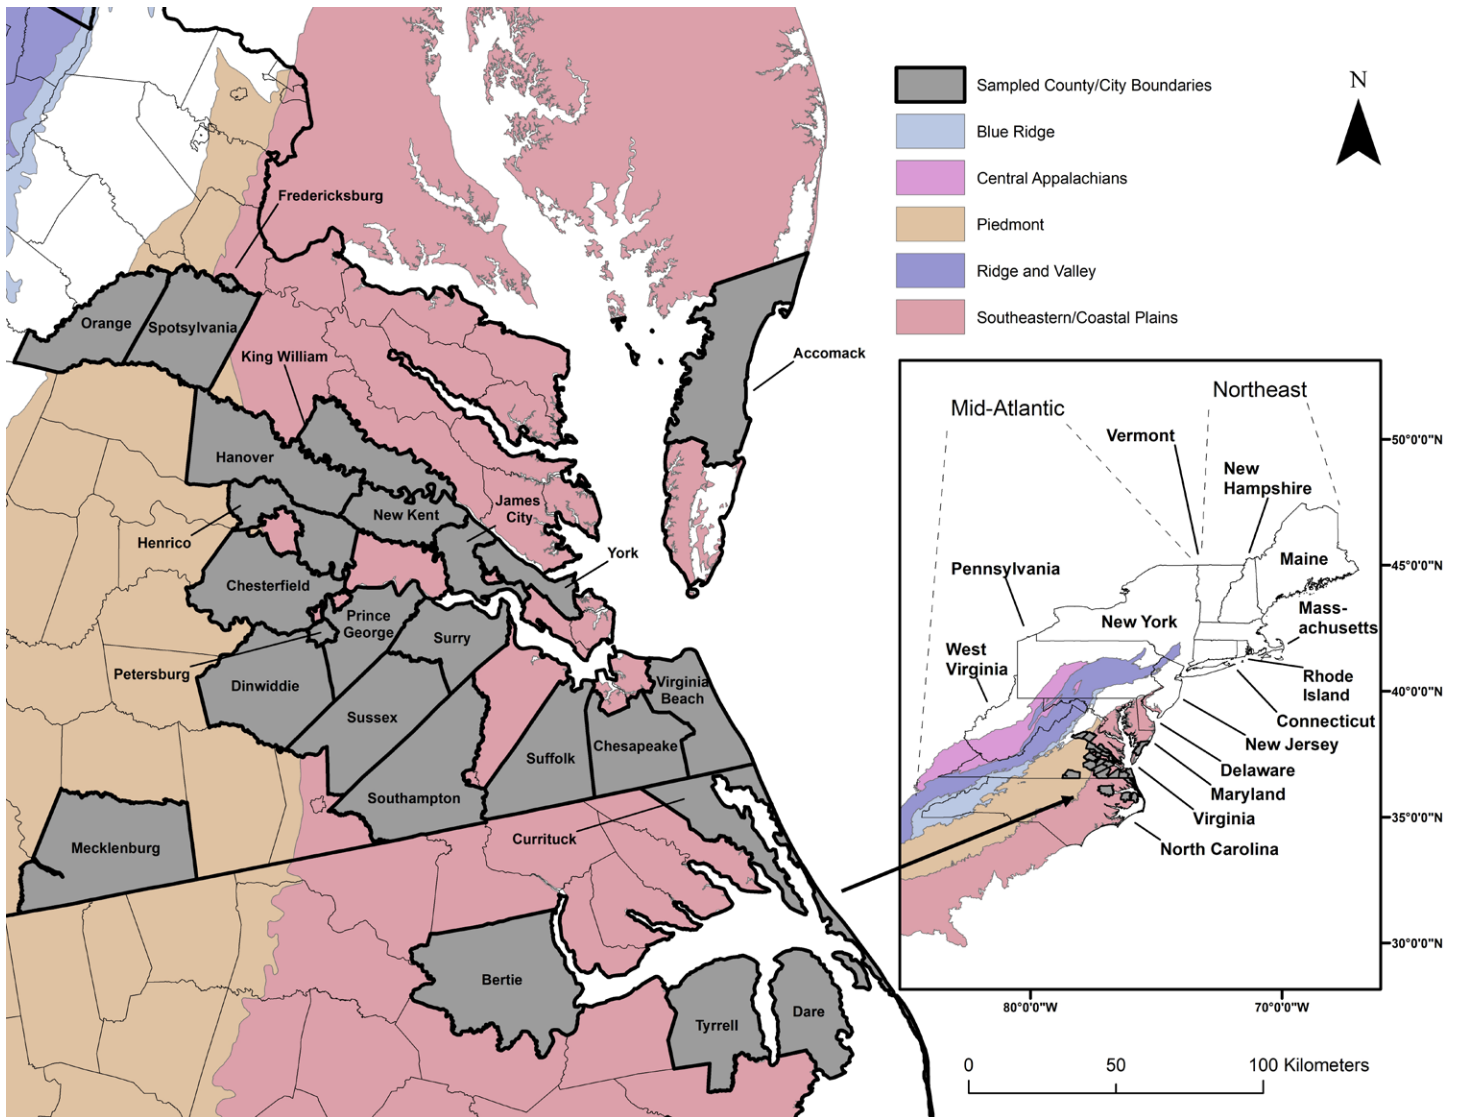 Fredericksburg
Orange
Spotsylvania
King William
Accomack
Hanover
James
City
New Kent
Henrico
York
Chesterfield
Prince
George
Surry
Petersburg
Dinwiddie
Virginia
Beach
Sussex
Suffolk
Chesapeake
Southampton
Mecklenburg
Currituck
Bertie
Tyrrell
Dare
Sampled County/City Boundaries
Blue Ridge
Central Appalachians
Piedmont
Ridge and Valley
Southeastern/Coastal Plains
N
Mid-Atlantic
Northeast
Vermont
New
Hampshire
Maine
Pennsylvania
New York
Mass-
achusetts
West
Virginia
Rhode
Island
Connecticut
New Jersey
Delaware
Maryland
Virginia
North Carolina
50°0'0"N
45°0'0"N
40°0'0"N
35°0'0"N
30°0'0"N
80°0'0"W
70°0'0"W
0 50 100 Kilometers